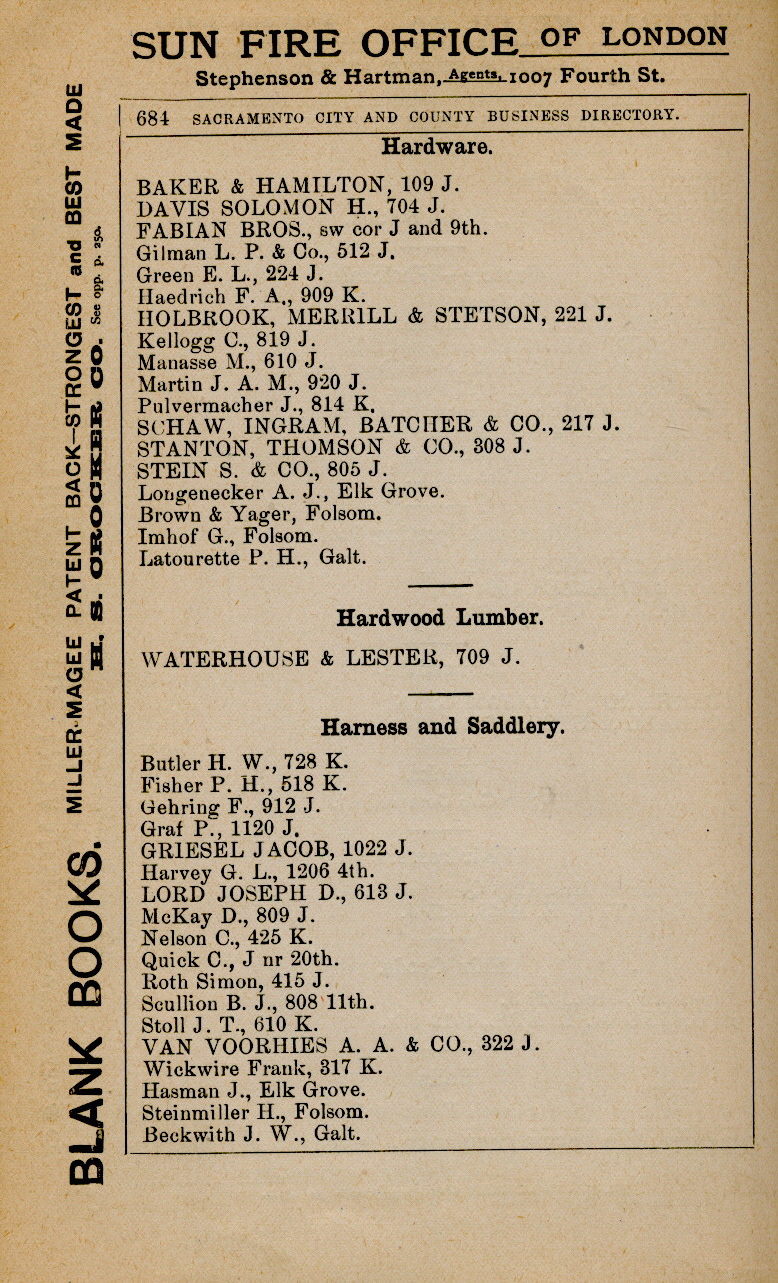 SUN FIRE OFFICE OF LONDON
Stephenson & Hartman, Agents, 1007 Fourth St.
684 SACRAMENTO CITY AND COUNTY BUSINESS DIRECTORY.
Hardware.
BAKER & HAMILTON, 109 J.
DAVIS SOLOMON H., 704 J.
FABIAN BROS., sw cor J and 9th.
Gilman L. P. & Co., 512 J.
Green E. L., 224 J.
Haedrich F. A., 909 K.
HOLBROOK, MERRILL & STETSON, 221 J.
Kellogg C., 819 J.
Manasse M., 610 J.
Martin J. A. M., 920 J.
Pulvermacher J., 814 K.
SCHAW, INGRAM, BATCHER & CO., 217 J.
STANTON, THOMSON & CO., 308 J.
STEIN S. & CO., 805 J.
Longenecker A. J., Elk Grove.
Brown & Yager, Folsom.
Imhof G., Folsom.
Latourette P. H., Galt.
Hardwood Lumber.
WATERHOUSE & LESTER, 709 J.
Harness and Saddlery.
Butler H. W., 728 K.
Fisher P. H., 518 K.
Gehring F., 912 J.
Graf P., 1120 J.
GRIESEL JACOB, 1022 J.
Harvey G. L., 1206 4th.
LORD JOSEPH D., 613 J.
McKay D., 809 J.
Nelson C., 425 K.
Quick C., J nr 20th.
Roth Simon, 415 J.
Scullion B. J., 808 11th.
Stoll J. T., 610 K.
VAN VOORHIES A. A. & CO., 322 J.
Wickwire Frank, 317 K.
Hasman J., Elk Grove.
Steinmiller H., Folsom.
Beckwith J. W., Galt.
BLANK BOOKS. MILLER-MAGEE PATENT BACK—STRONGEST and BEST MADE
H. S. CROCKER CO. See opp. p. 250.